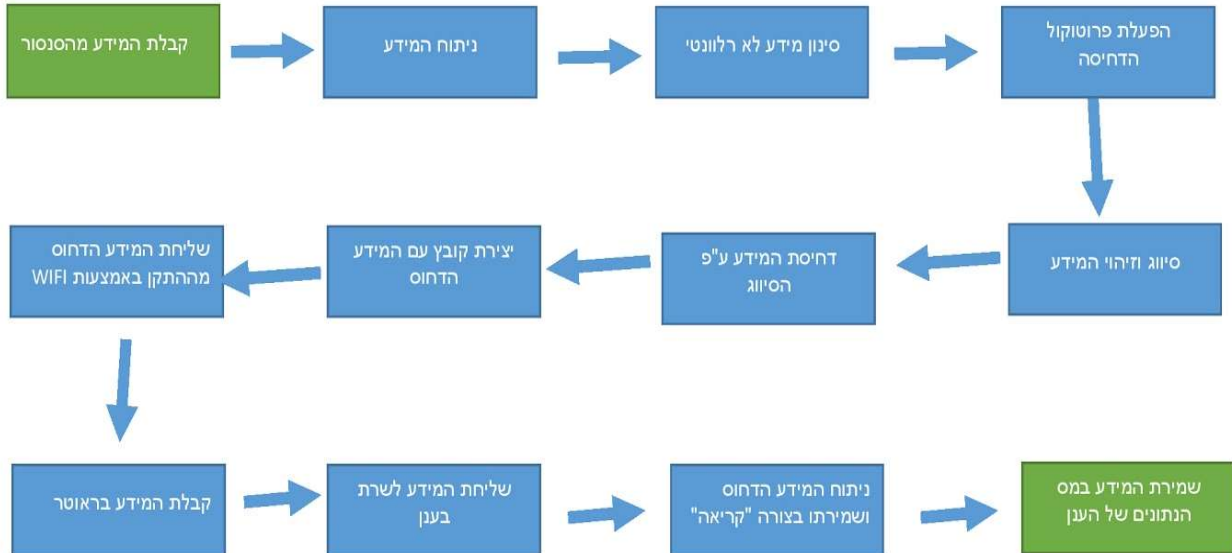 קבלת המידע מהסנסור
ניתוח המידע
סינון מידע לא רלוונטי
הפעלת פרוטוקול
הדחיסה
סיווג וזיהוי המידע
דחיסת המידע ע"פ
הסיווג
יצירת קובץ עם המידע
הדחוס
שליחת המידע הדחוס
מההתקן באמצעות WIFI
קבלת המידע בראוטר
שליחת המידע לשרת
בענן
ניתוח המידע הדחוס
ושמירתו בצורה "קריאה"
שמירת המידע במס
הנתונים של הענן